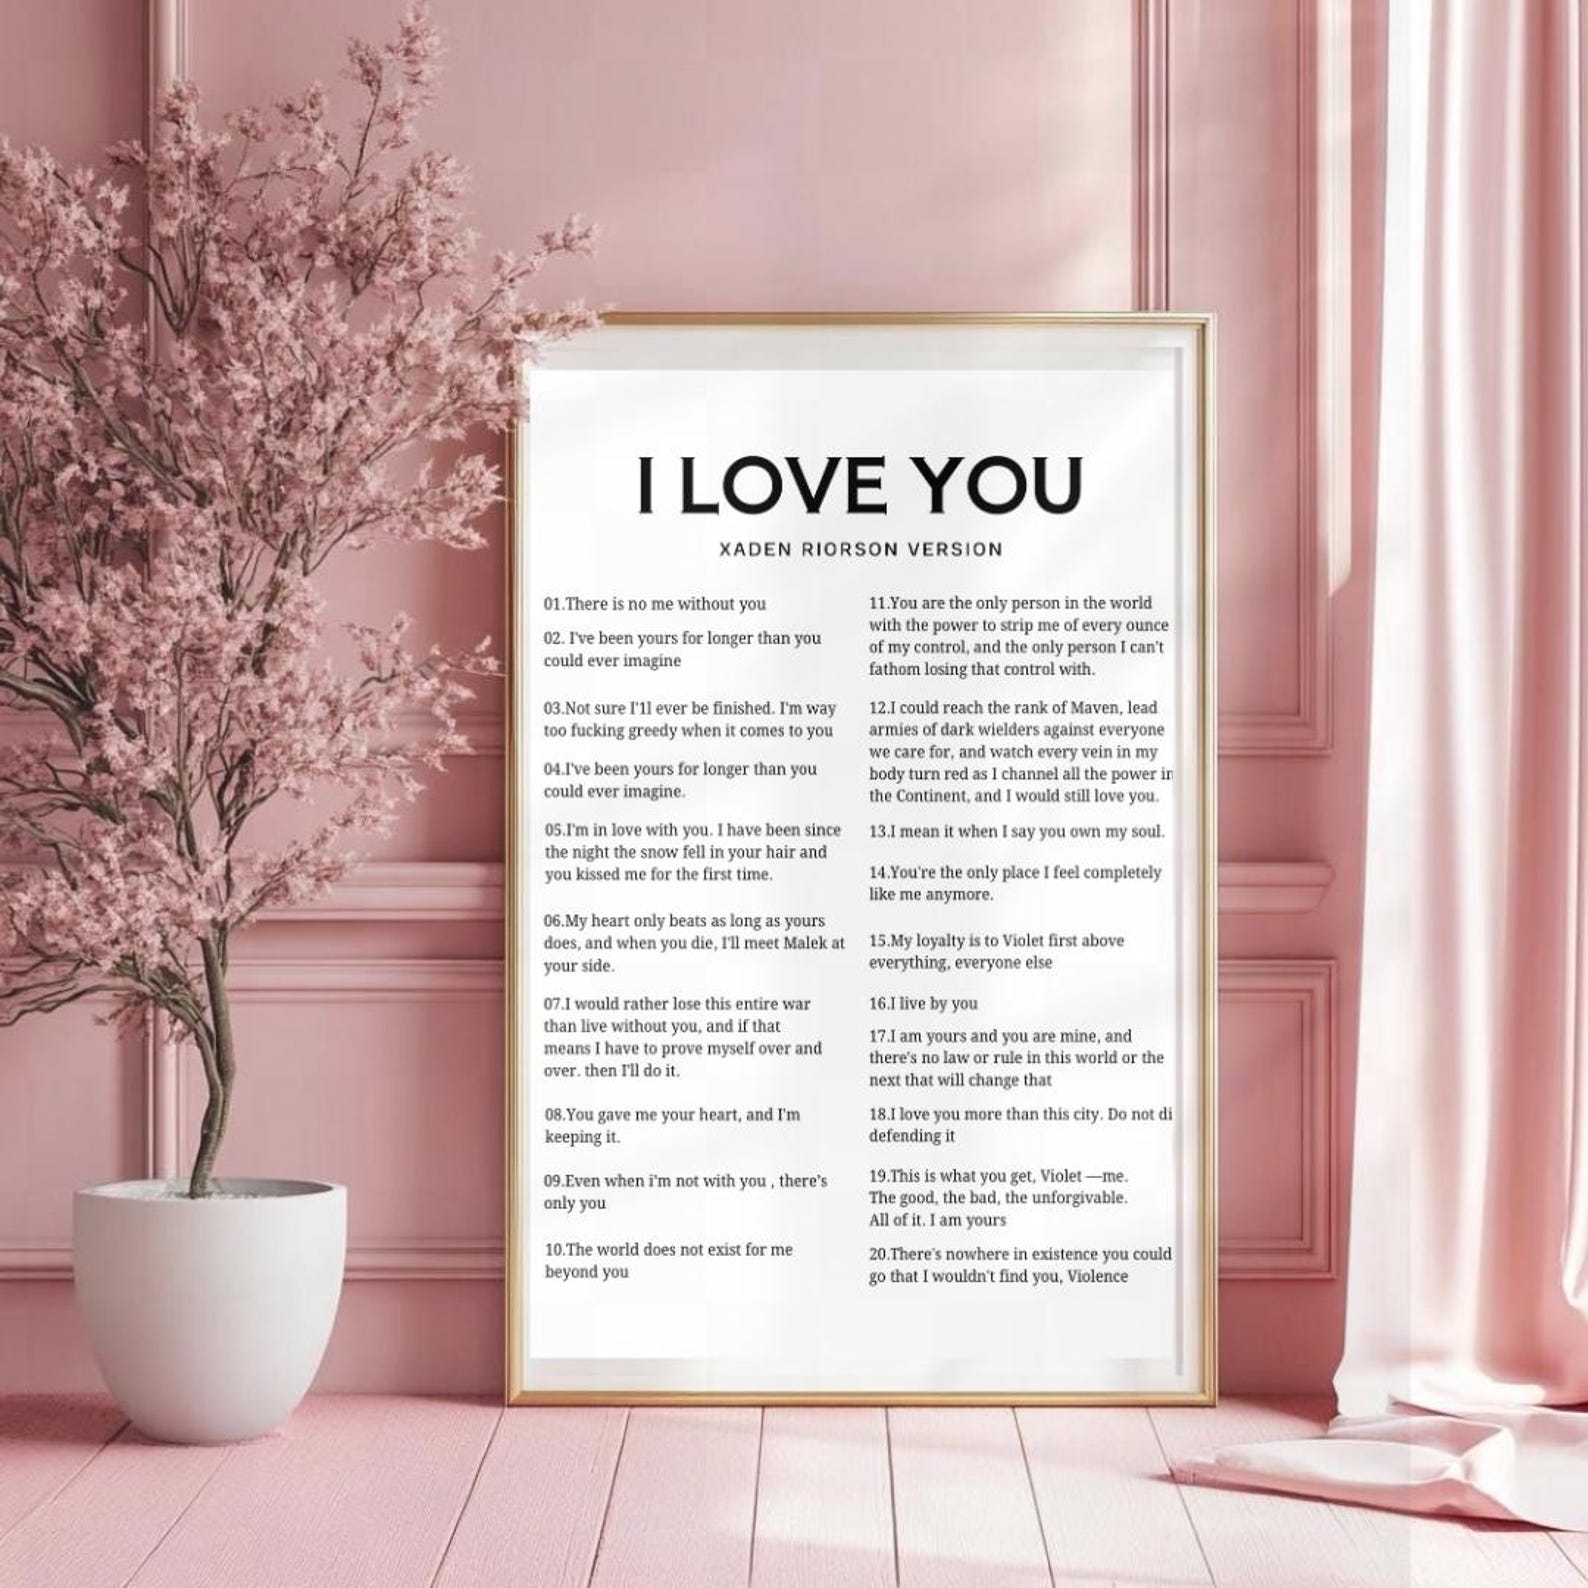 I LOVE YOU
XADEN RIORSON VERSION
01.There is no me without you
02. I've been yours for longer than you
could ever imagine
03.Not sure I'1l ever be finished. I'm way
too fucking greedy when it comes to you
04.I've been yours for longer than you
could ever imagine.
05.I'm in love with you. I have been since
the night the snow fell in your hair and
you kissed me for the first time.
06.My heart only beats as long as yours
does, and when you die, I'll meet Malek at
your side.
07.I would rather lose this entire war
than live without you, and if that
means I have to prove myself over and
over. then I'll do it.
08.You gave me your heart, and I'm
keeping it.
09.Even when i'm not with you , there's
only you
10.The world does not exist for me
beyond you
11.You are the only person in the world
with the power to strip me of every ounce
of my control, and the only person I can't
fathom losing that control with.
12.I could reach the rank of Maven, lead
armies of dark wielders against everyone
we care for, and watch every vein in my
body turn red as I channel all the power in
the Continent, and I would still love you.
13.I mean it when I say you own my soul.
14.You're the only place I feel completely
like me anymore.
15.My loyalty is to Violet first above
everything, everyone else
16.I live by you
17.I am yours and you are mine, and
there's no law or rule in this world or the
next that will change that
18.I love you more than this city. Do not di
defending it
19.This is what you get, Violet —me.
The good, the bad, the unforgivable.
All of it. I am yours
20.There's nowhere in existence you could
go that I wouldn't find you, Violence